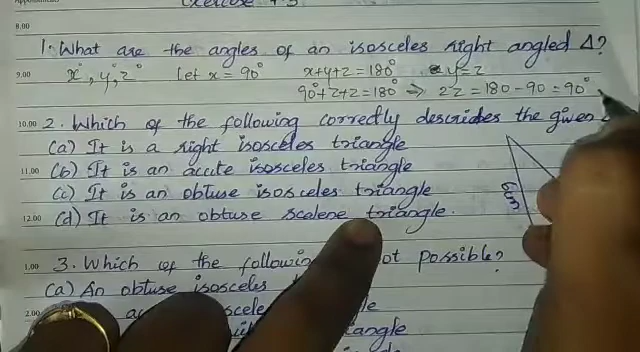 Exercise 4.3
8.00
1. What are the angles of an isosceles right angled Δ?
9.00 x°, y°, z° Let x = 90° x+y+z = 180° y = z
90°+z+z = 180° ⇒ 2z = 180 - 90 = 90°
10.00 2. Which of the following correctly describes the given
(a) It is a right isosceles triangle
11.00 (b) It is an acute isosceles triangle
(c) It is an obtuse isosceles triangle
12.00 (d) It is an obtuse scalene triangle.
6cm
1.00 3. Which of the following not possible?
(a) An obtuse isosceles
2.00